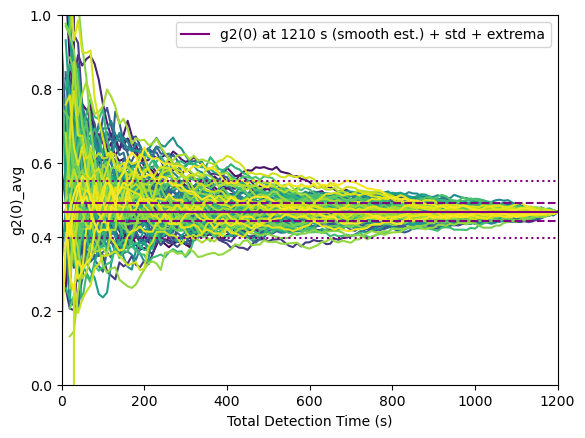 1.0
0.8
0.6
0.4
0.2
0.0
g2(0)_avg
g2(0) at 1210 s (smooth est.) + std + extrema
0 200 400 600 800 1000 1200
Total Detection Time (s)